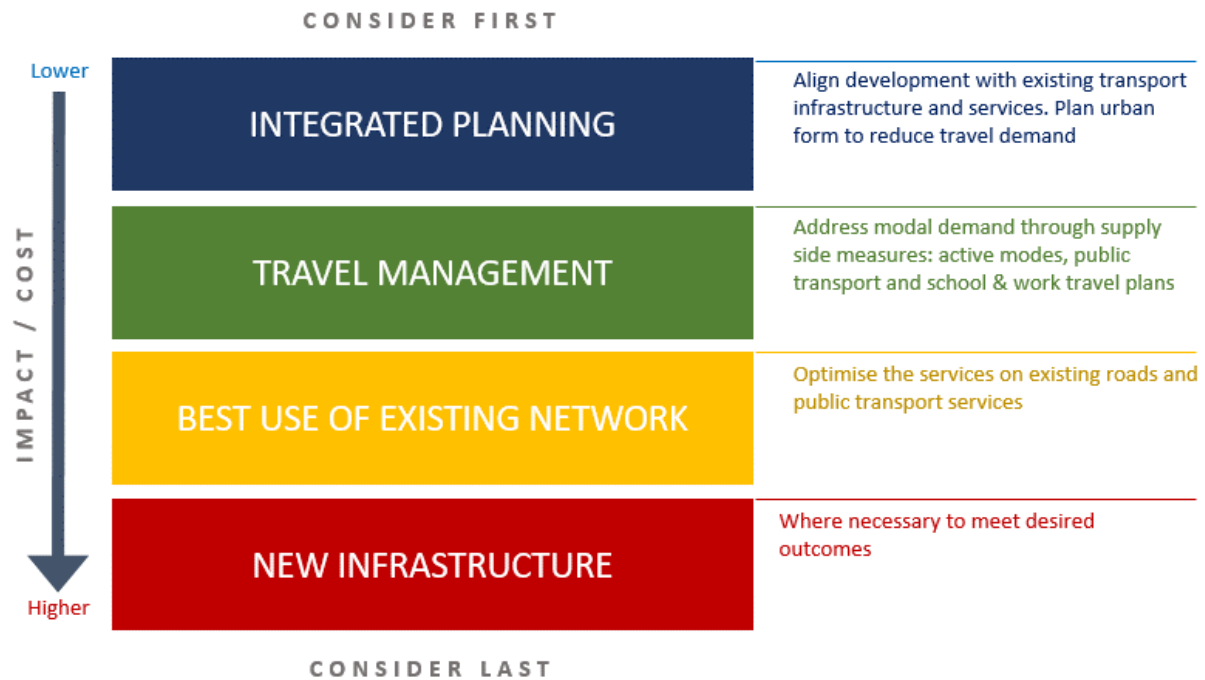 CONSIDER FIRST
Lower
INTEGRATED PLANNING
Align development with existing transport
infrastructure and services. Plan urban
form to reduce travel demand
IMPACT / COST
TRAVEL MANAGEMENT
Address modal demand through supply
side measures: active modes, public
transport and school & work travel plans
BEST USE OF EXISTING NETWORK
Optimise the services on existing roads and
public transport services
NEW INFRASTRUCTURE
Where necessary to meet desired
outcomes
Higher
CONSIDER LAST